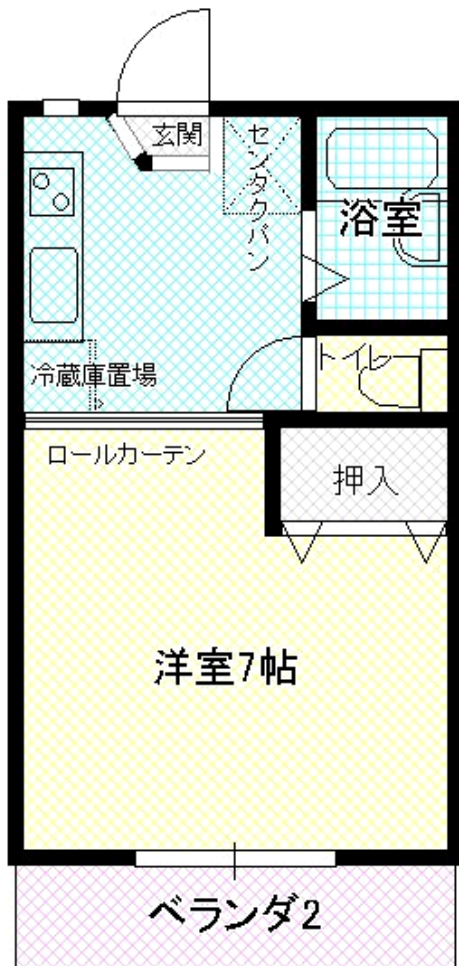 玄関
センタクバン
浴室
トイレ
冷蔵庫置場
ロールカーテン
押入
洋室7帖
ベランダ2